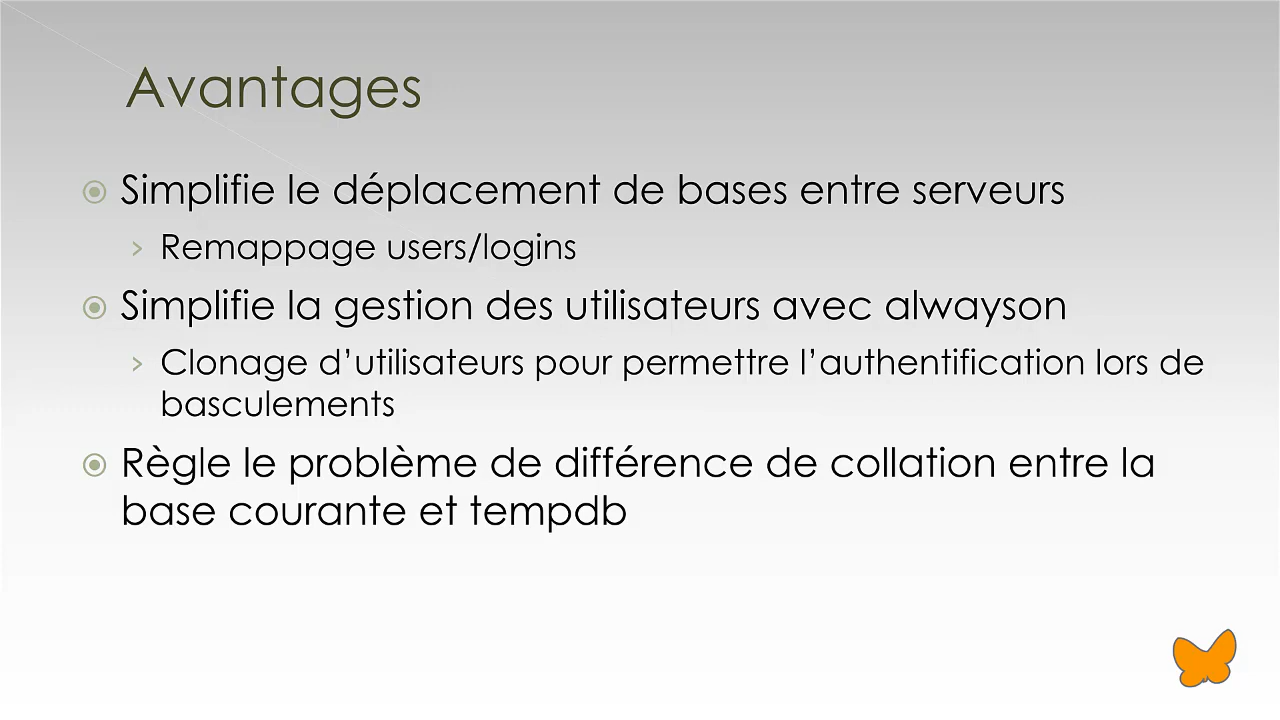 Avantages
Simplifie le déplacement de bases entre serveurs
Remappage users/logins
Simplifie la gestion des utilisateurs avec alwayson
Clonage d’utilisateurs pour permettre l’authentification lors de
basculements
Règle le problème de différence de collation entre la
base courante et tempdb